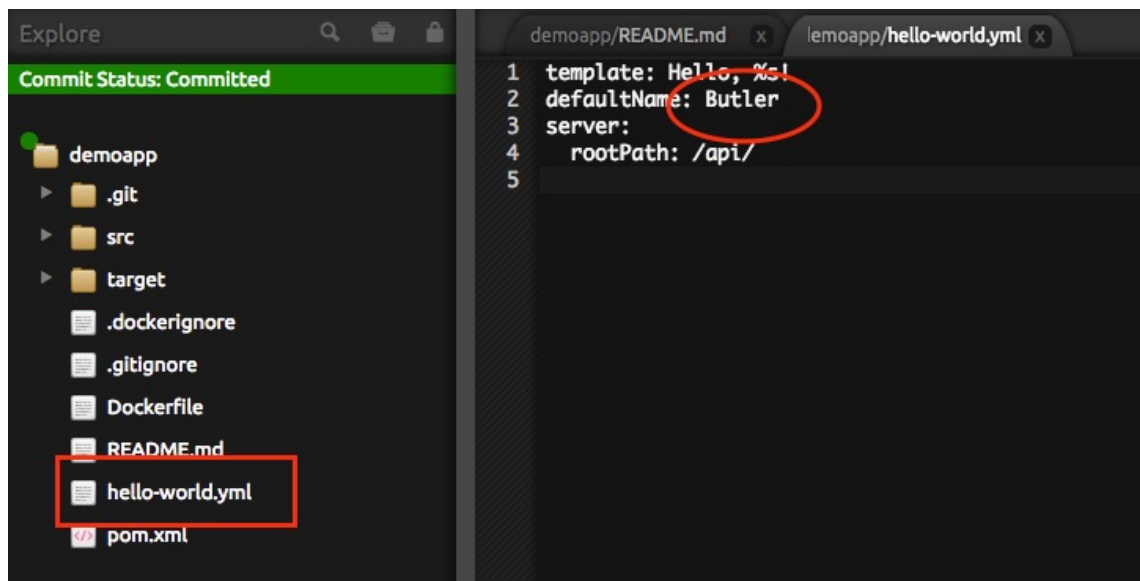 Explore
Commit Status: Committed
demoapp
.git
src
target
.dockerignore
.gitignore
Dockerfile
README.md
hello-world.yml
pom.xml
demoapp/README.md x
demoapp/hello-world.yml x
1 template: Hello, %s!
2 defaultName: Butler
3 server:
4   rootPath: /api/
5